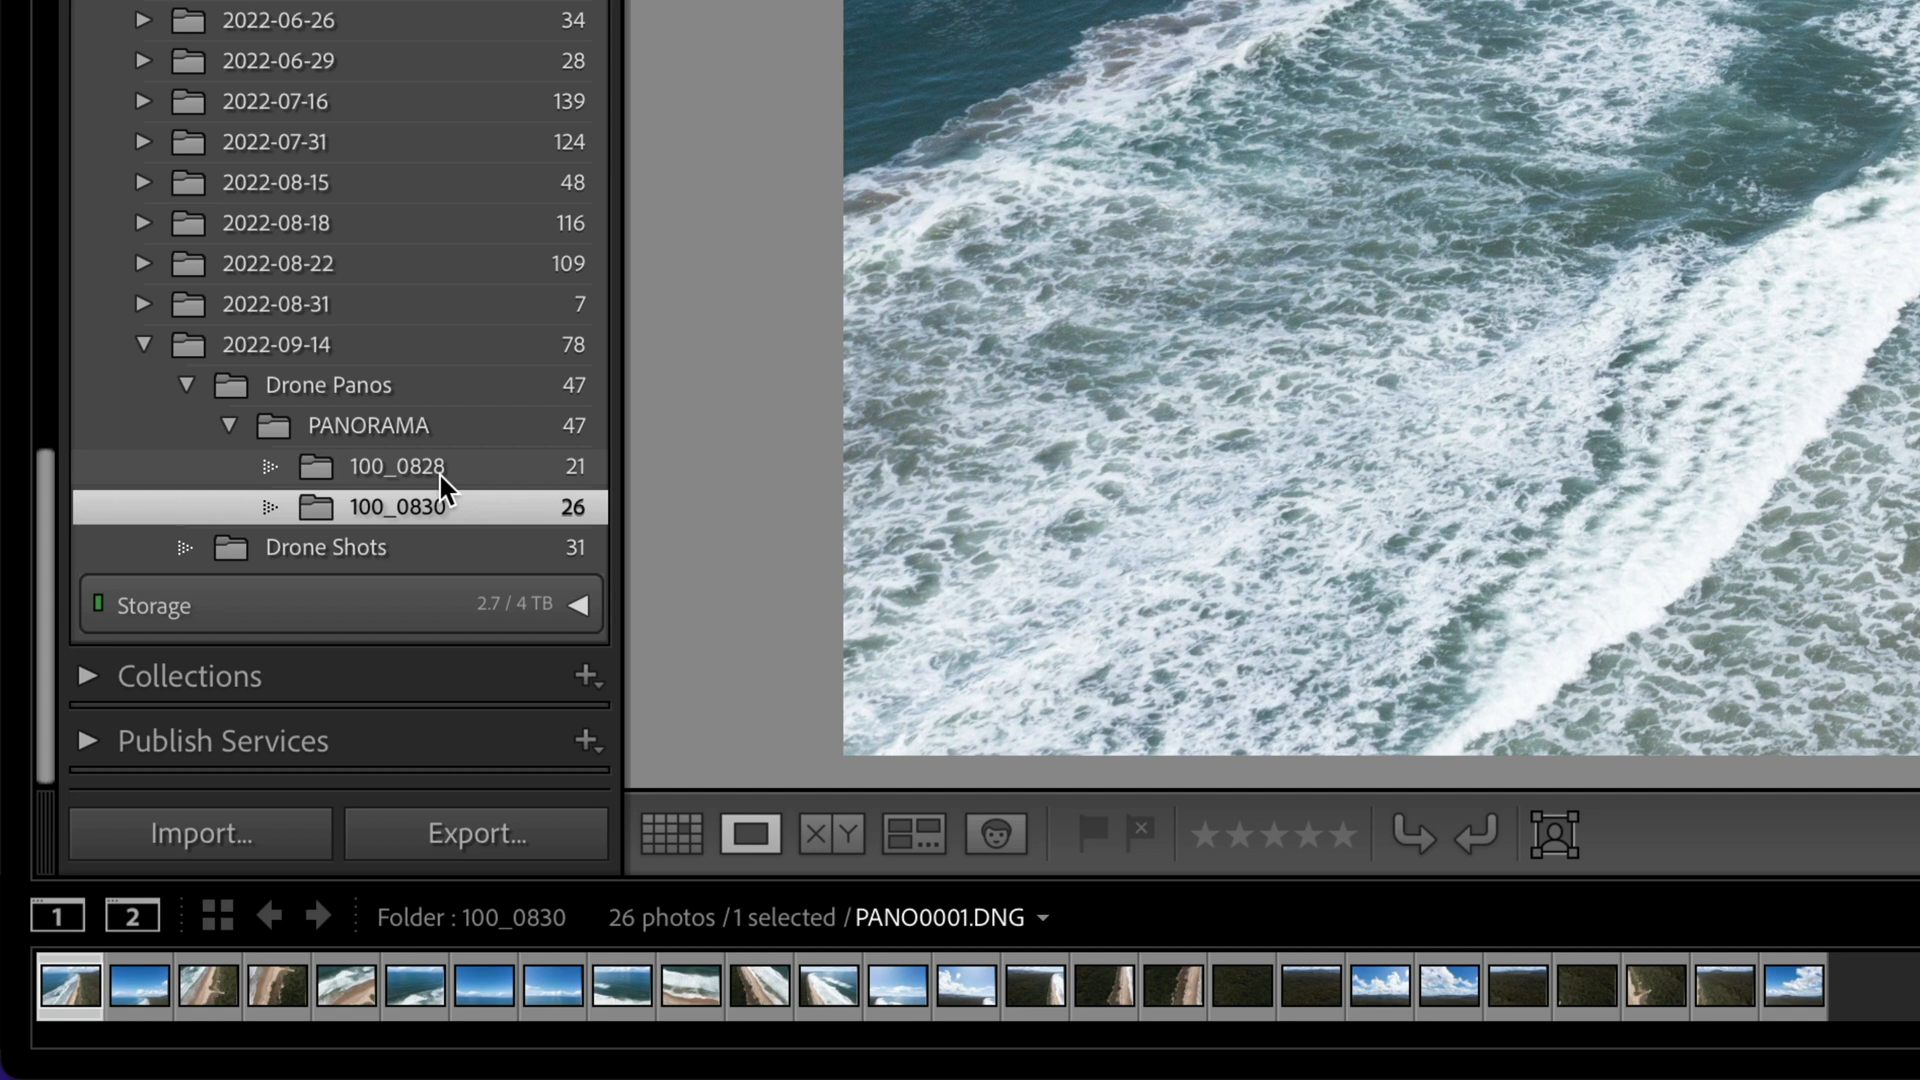 2022-06-26 34
2022-06-29 28
2022-07-16 139
2022-07-31 124
2022-08-15 48
2022-08-18 116
2022-08-22 109
2022-08-31 7
2022-09-14 78
Drone Panos 47
PANORAMA 47
100_0828 21
100_0830 26
Drone Shots 31
Storage 2.7 / 4 TB
Collections
Publish Services
Import... Export...
X Y
1 2 Folder : 100_0830 26 photos /1 selected /PANO0001.DNG